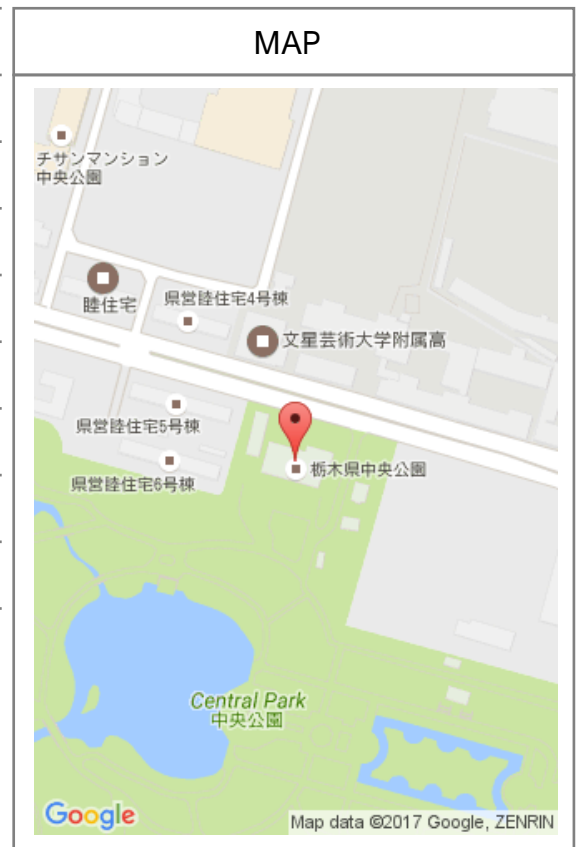 MAP
チサンマンション
中央公園
睦住宅
県営睦住宅4号棟
文星芸術大学附属高
県営睦住宅5号棟
栃木県中央公園
県営睦住宅6号棟
Central Park
中央公園
Google
Map data ©2017 Google, ZENRIN